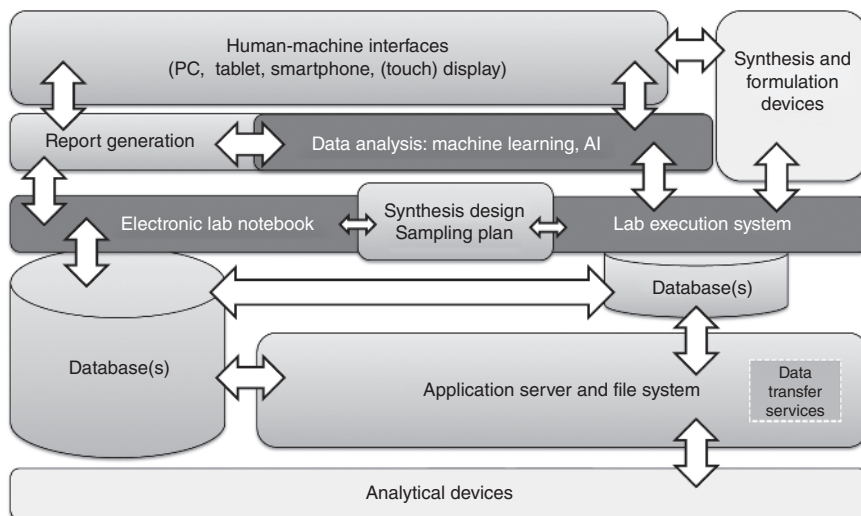 Human-machine interfaces
(PC, tablet, smartphone, (touch) display)
Synthesis and
formulation
devices
Report generation
Data analysis: machine learning, AI
Electronic lab notebook
Synthesis design
Sampling plan
Lab execution system
Database(s)
Database(s)
Application server and file system
Data
transfer
services
Analytical devices